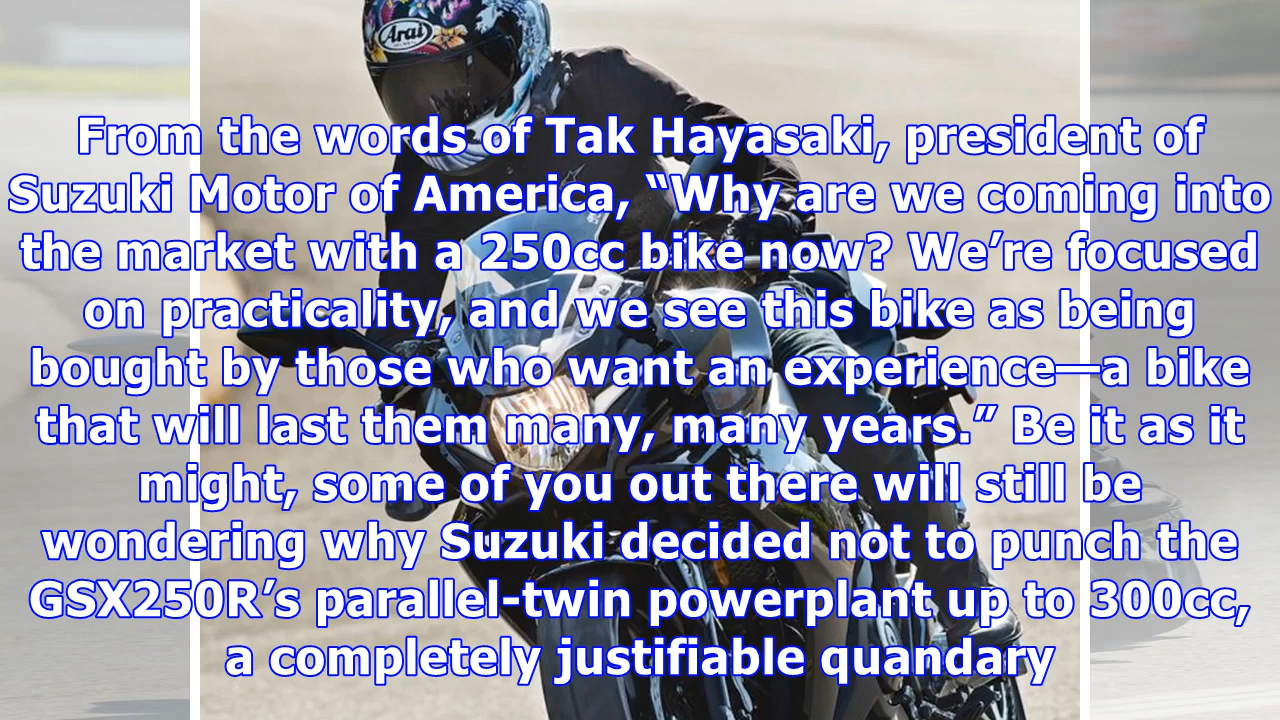 Arai
From the words of Tak Hayasaki, president of
Suzuki Motor of America, “Why are we coming into
the market with a 250cc bike now? We’re focused
on practicality, and we see this bike as being
bought by those who want an experience—a bike
that will last them many, many years.” Be it as it
might, some of you out there will still be
wondering why Suzuki decided not to punch the
GSX250R’s parallel-twin powerplant up to 300cc,
a completely justifiable quandary